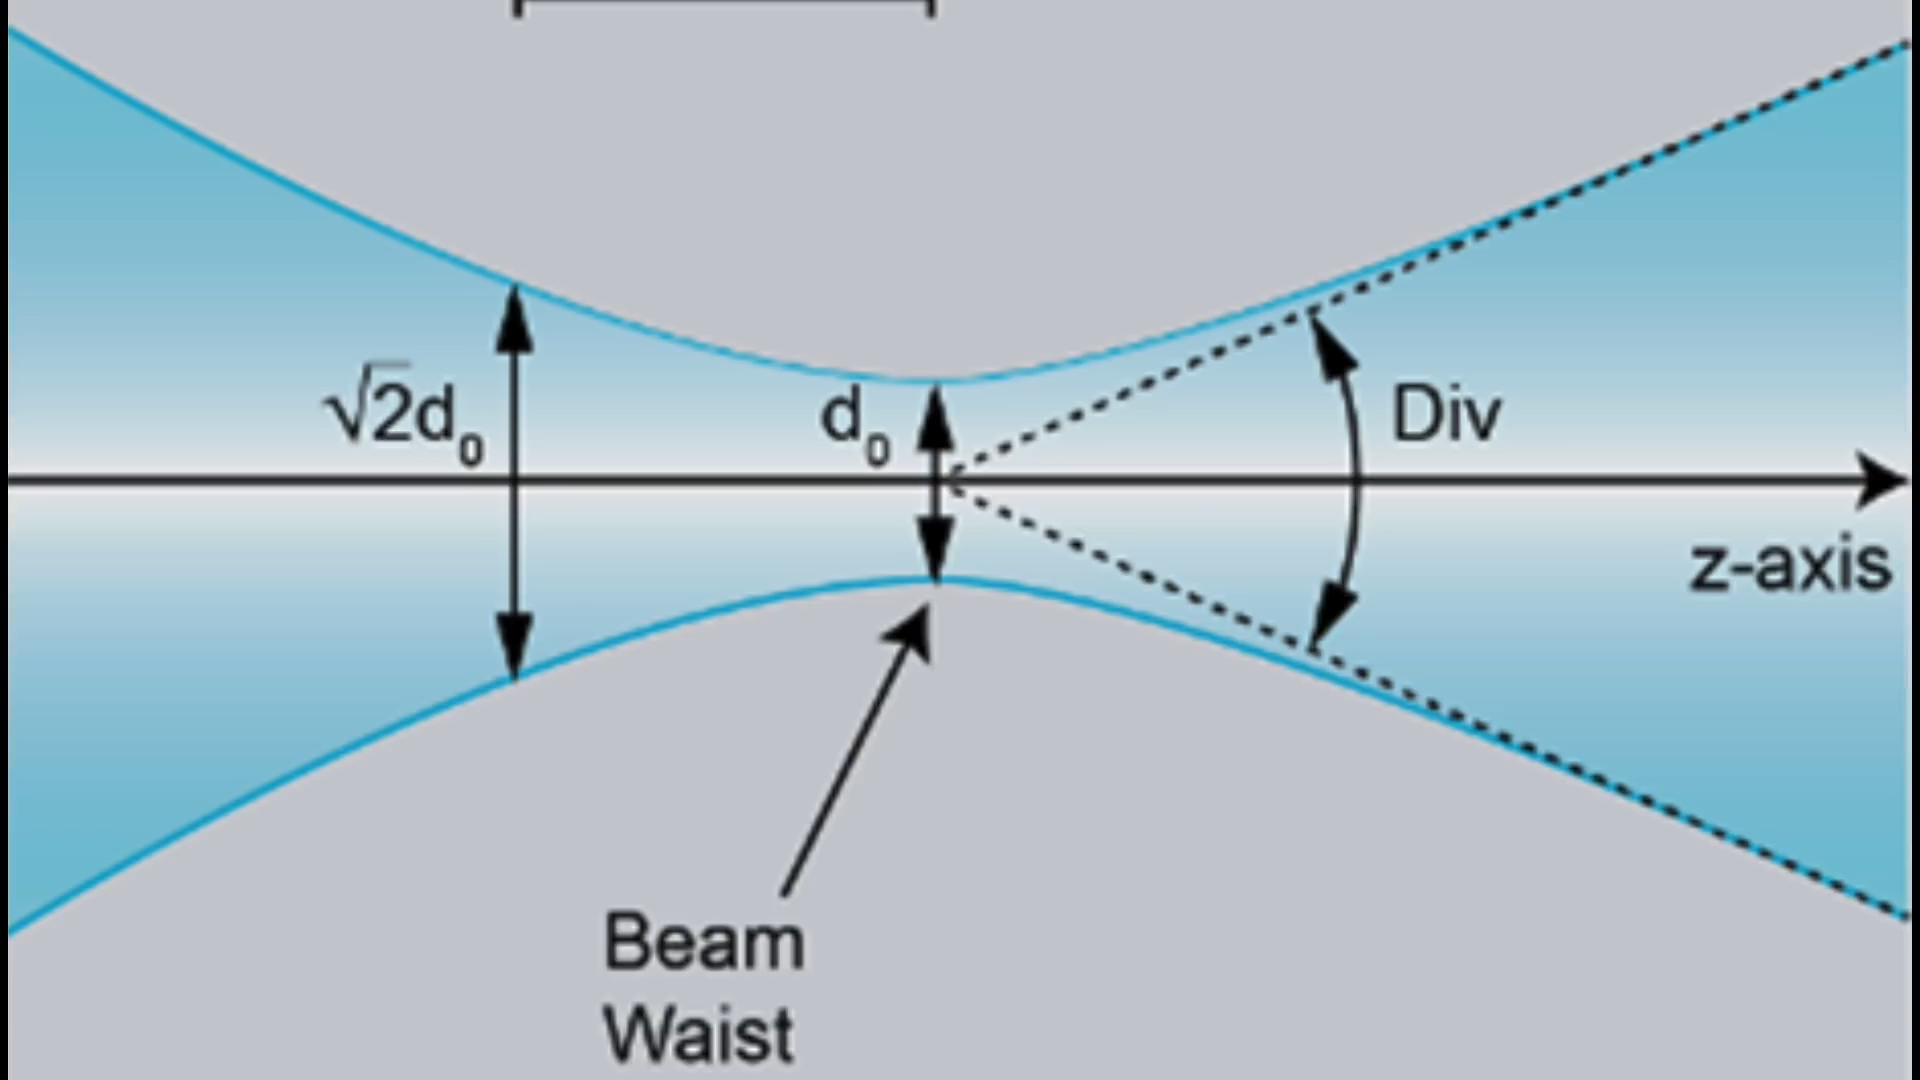 √2d₀
d₀
Div
z-axis
Beam
Waist